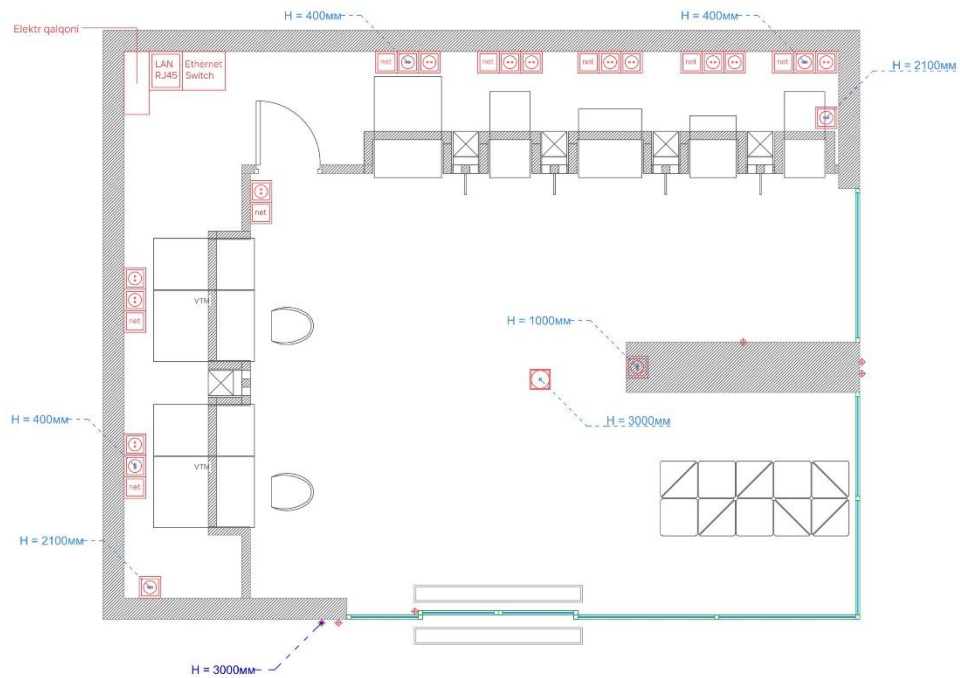 H = 400мм
H = 400мм
Elektr qalqoni
LAN
RJ45
Ethernet
Switch
net
net
net
net
net
H = 2100мм
net
VTM
net
H = 1000мм
H = 400мм
H = 3000мм
VTM
net
H = 2100мм
H = 3000мм